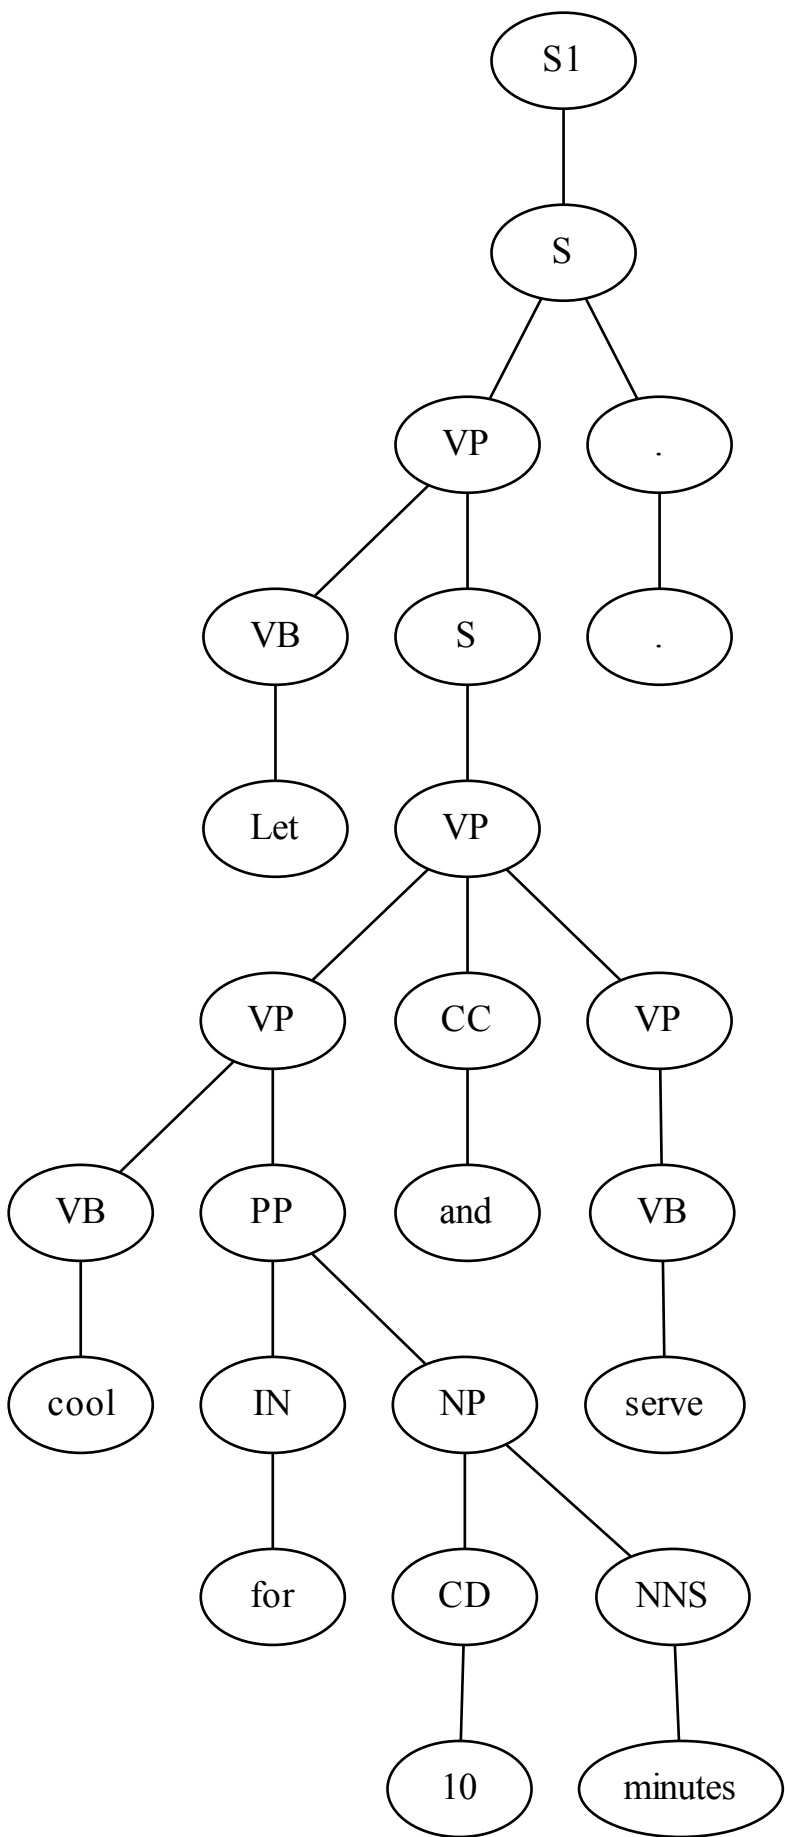 S1
S
VP .
VB S .
Let VP
VP CC VP
VB PP and VB
cool IN NP serve
for CD NNS
10 minutes